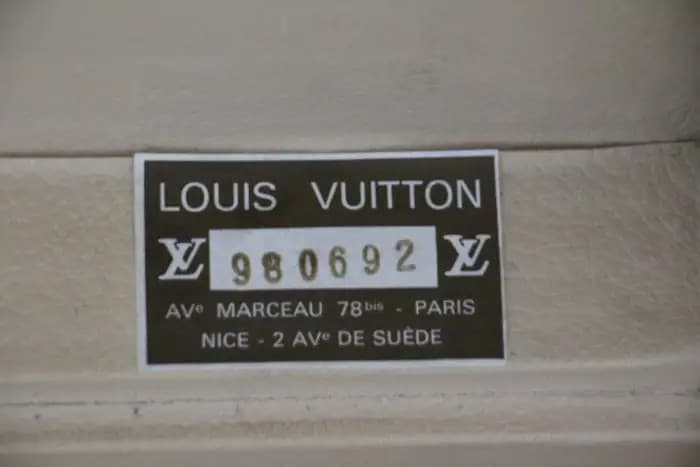 LOUIS VUITTON
LV 980692 LV
AVe MARCEAU 78bis - PARIS
NICE - 2 AVe DE SUÈDE